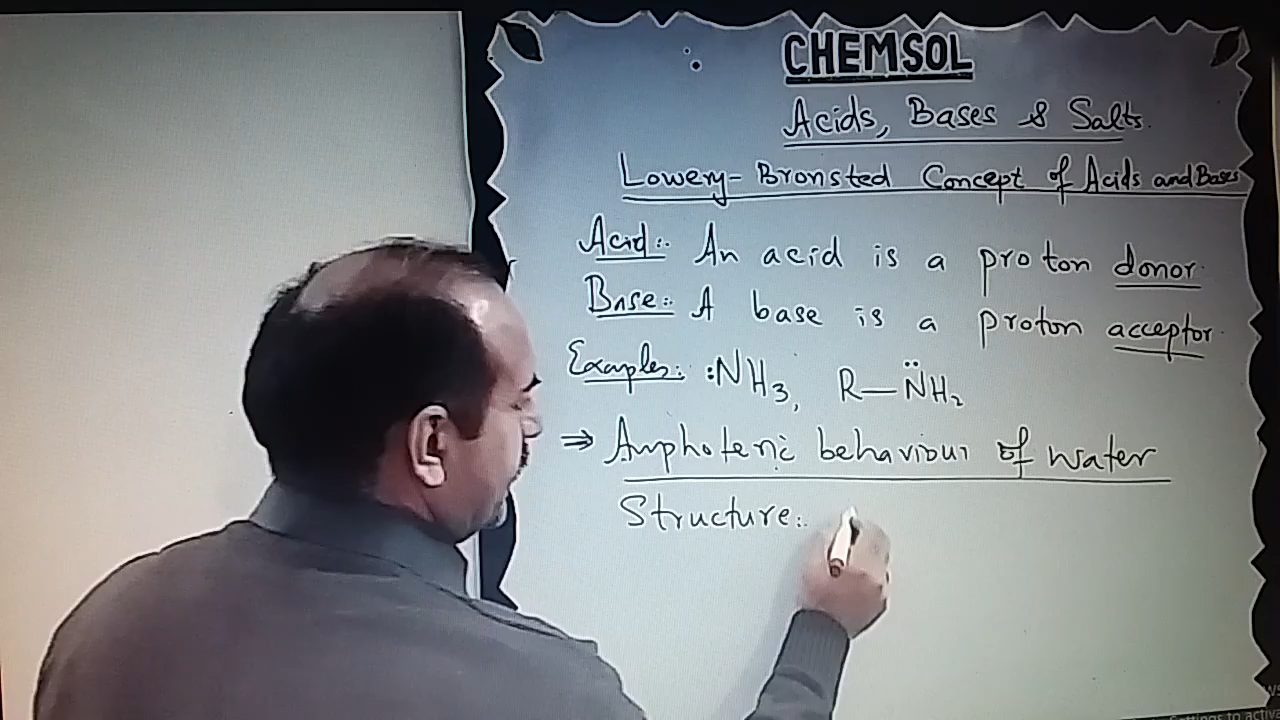 CHEMSOL
Acids, Bases & Salts.
Lowery-Bronsted Concept of Acids and Bases
Acid:. An acid is a proton donor.
Base:. A base is a proton acceptor.
Examples:. :NH3, R—N̈H2
⇒ Amphoteric behaviour of water
Structure:.